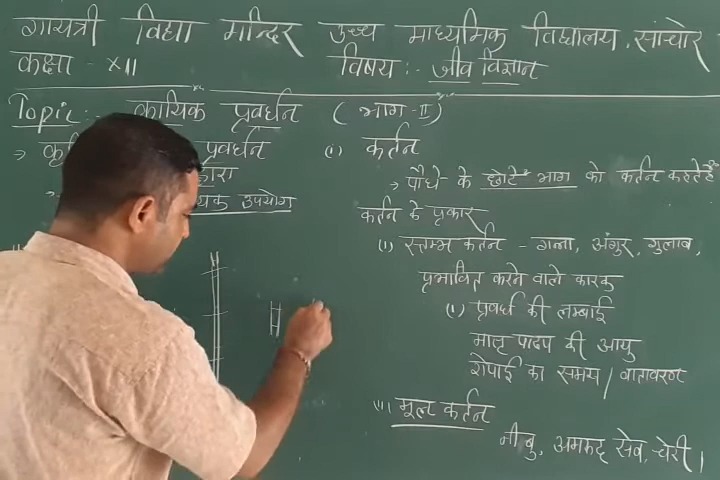 गायत्री विद्या मन्दिर उच्च माध्यमिक विद्यालय, सांचोर
कक्षा - XII विषय:- जीव विज्ञान
Topic:- कायिक प्रवर्धन (भाग-II)
→ प्रवर्धन
द्वारा
उपयोग
(i) कर्तन
→ पौधे के छोटे भाग को कर्तन कहते हैं
कर्तन के प्रकार
(i) स्तम्भ कर्तन - गन्ना, अंगुर, गुलाब,
प्रभावित करने वाले कारक
(i) प्रवर्ध की लम्बाई
मातृ पादप की आयु
रोपाई का समय / वातावरण
(ii) मूल कर्तन
नीबु, अमरूद सेव, चेरी।